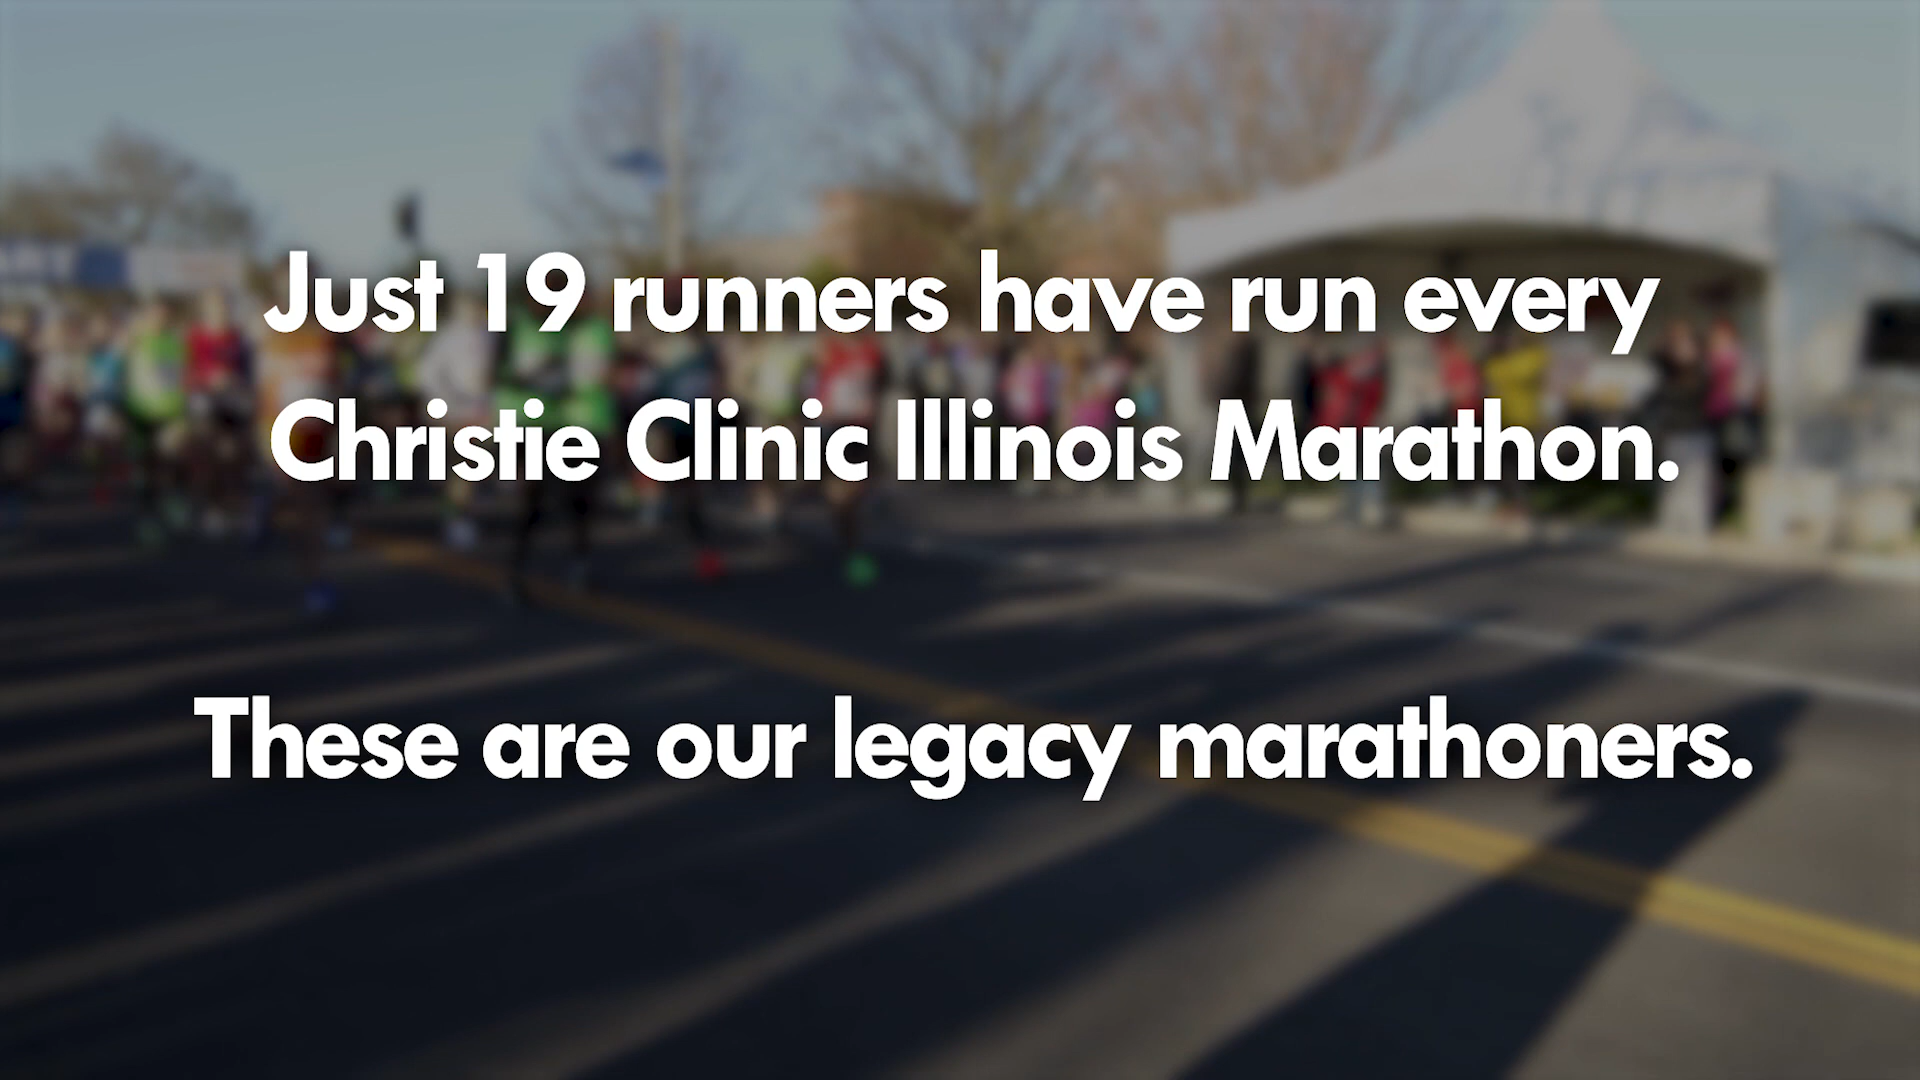 Just 19 runners have run every
Christie Clinic Illinois Marathon.
These are our legacy marathoners.